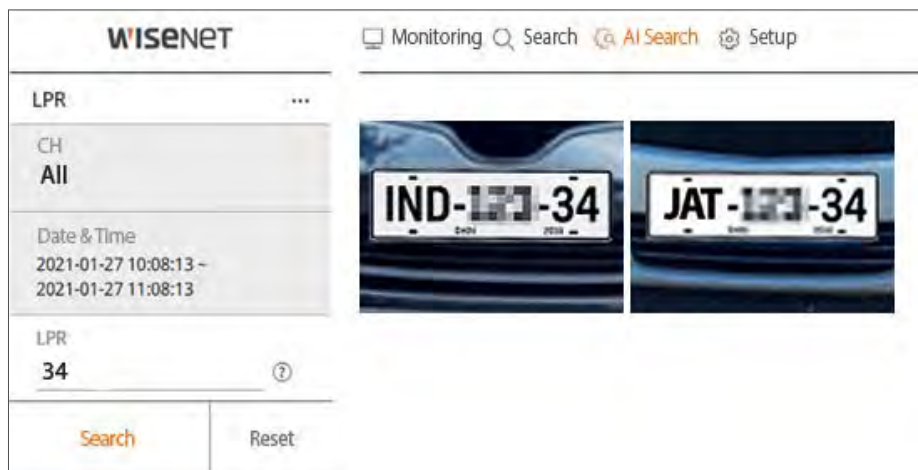 WISENET
Monitoring Search AI Search Setup
LPR ...
CH
All
Date & Time
2021-01-27 10:08:13 ~
2021-01-27 11:08:13
LPR
34 ?
Search Reset
IND- -34
JAT- -34